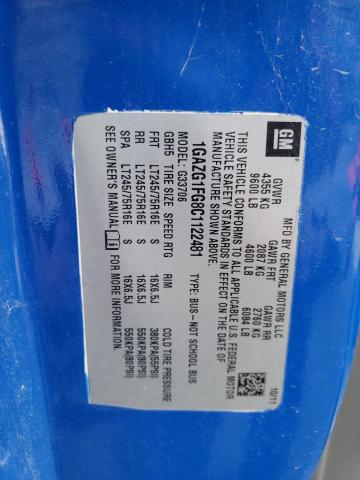 GM
MFD BY GENERAL MOTORS LLC
10/11
GVWR GAWR FRT GAWR RR
4355 KG 2087 KG 2760 KG
9600 LB 4600 LB 6084 LB
THIS VEHICLE CONFORMS TO ALL APPLICABLE U.S. FEDERAL MOTOR
VEHICLE SAFETY STANDARDS IN EFFECT ON THE DATE OF
MANUFACTURE SHOWN ABOVE.
1GAZG1FG8C1122481
TYPE: BUS-NOT SCHOOL BUS
MODEL: G33706
GBH5 TIRE SIZE SPEED RTG RIM COLD TIRE PRESSURE
FRT LT245/75R16E S 16X6.5J 380KPA(55PSI)
RR LT245/75R16E S 16X6.5J 550KPA(80PSI)
SPA LT245/75R16E S 16X6.5J 550KPA(80PSI)
SEE OWNER'S MANUAL FOR MORE INFORMATION.